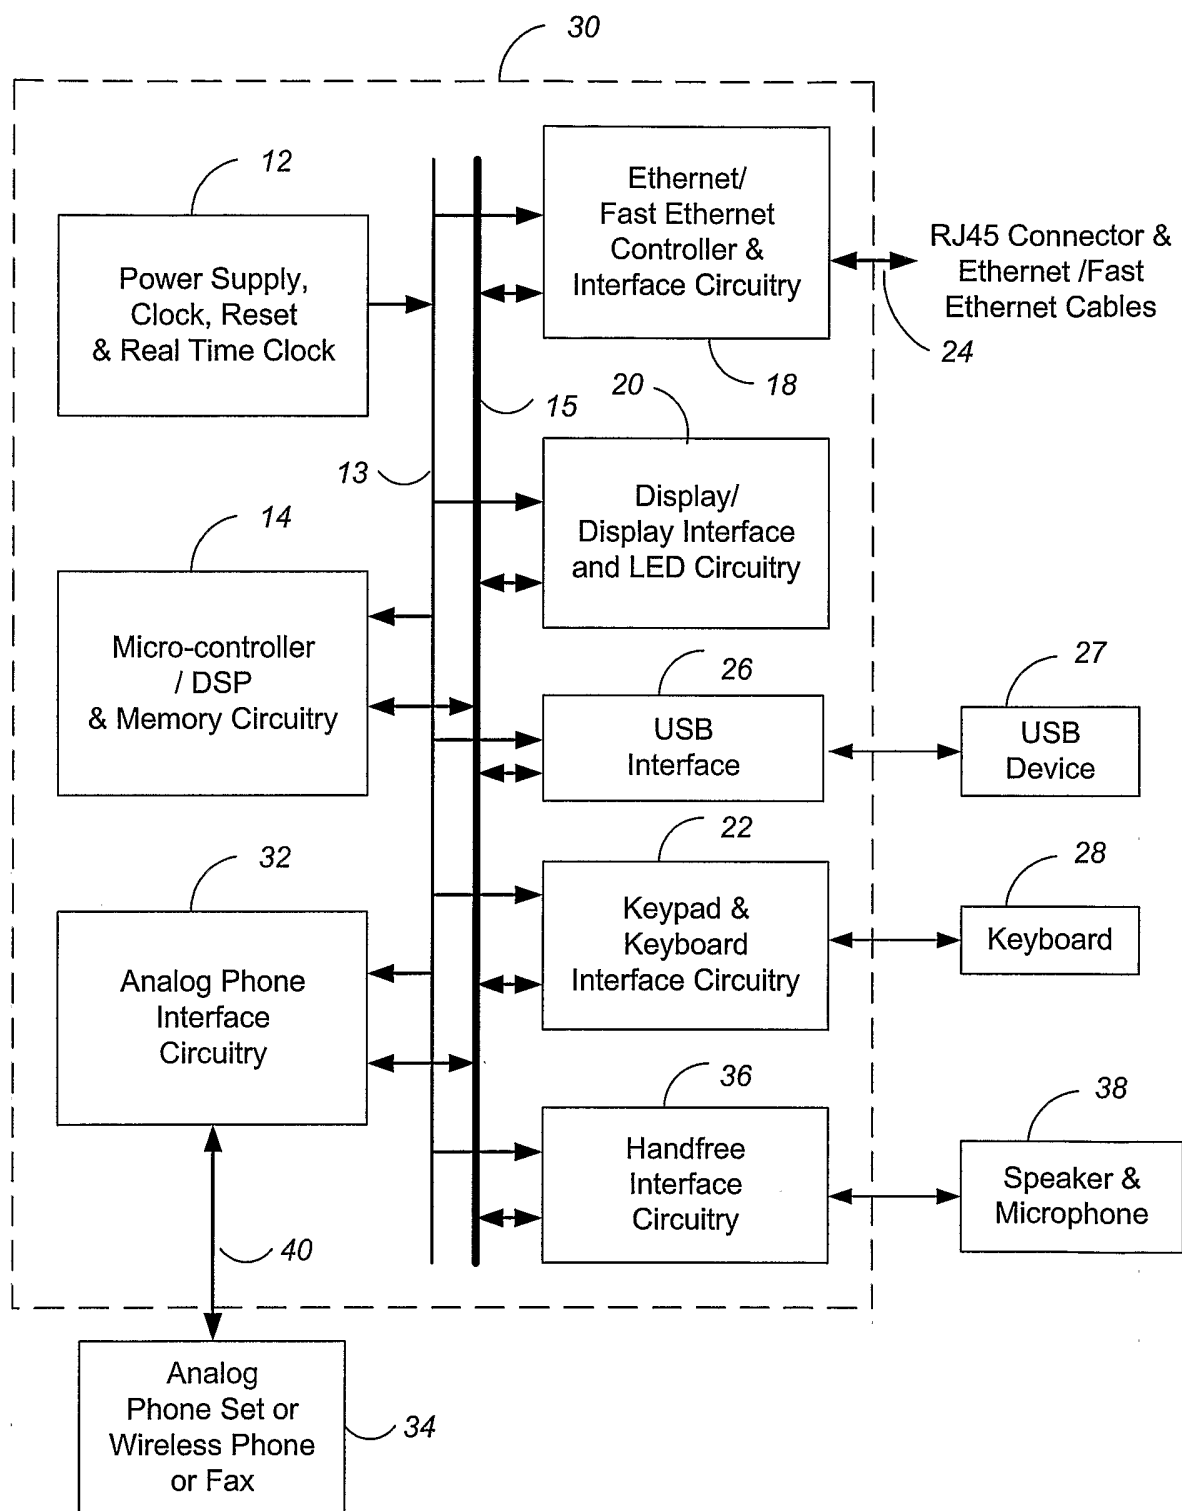 30
12
Power Supply,
Clock, Reset
& Real Time Clock
Ethernet/
Fast Ethernet
Controller &
Interface Circuitry
18
RJ45 Connector &
Ethernet /Fast
Ethernet Cables
24
15
13
20
Display/
Display Interface
and LED Circuitry
14
Micro-controller
/ DSP
& Memory Circuitry
26
USB
Interface
27
USB
Device
22
Keypad &
Keyboard
Interface Circuitry
28
Keyboard
32
Analog Phone
Interface
Circuitry
36
Handfree
Interface
Circuitry
38
Speaker &
Microphone
40
Analog
Phone Set or
Wireless Phone
or Fax
34